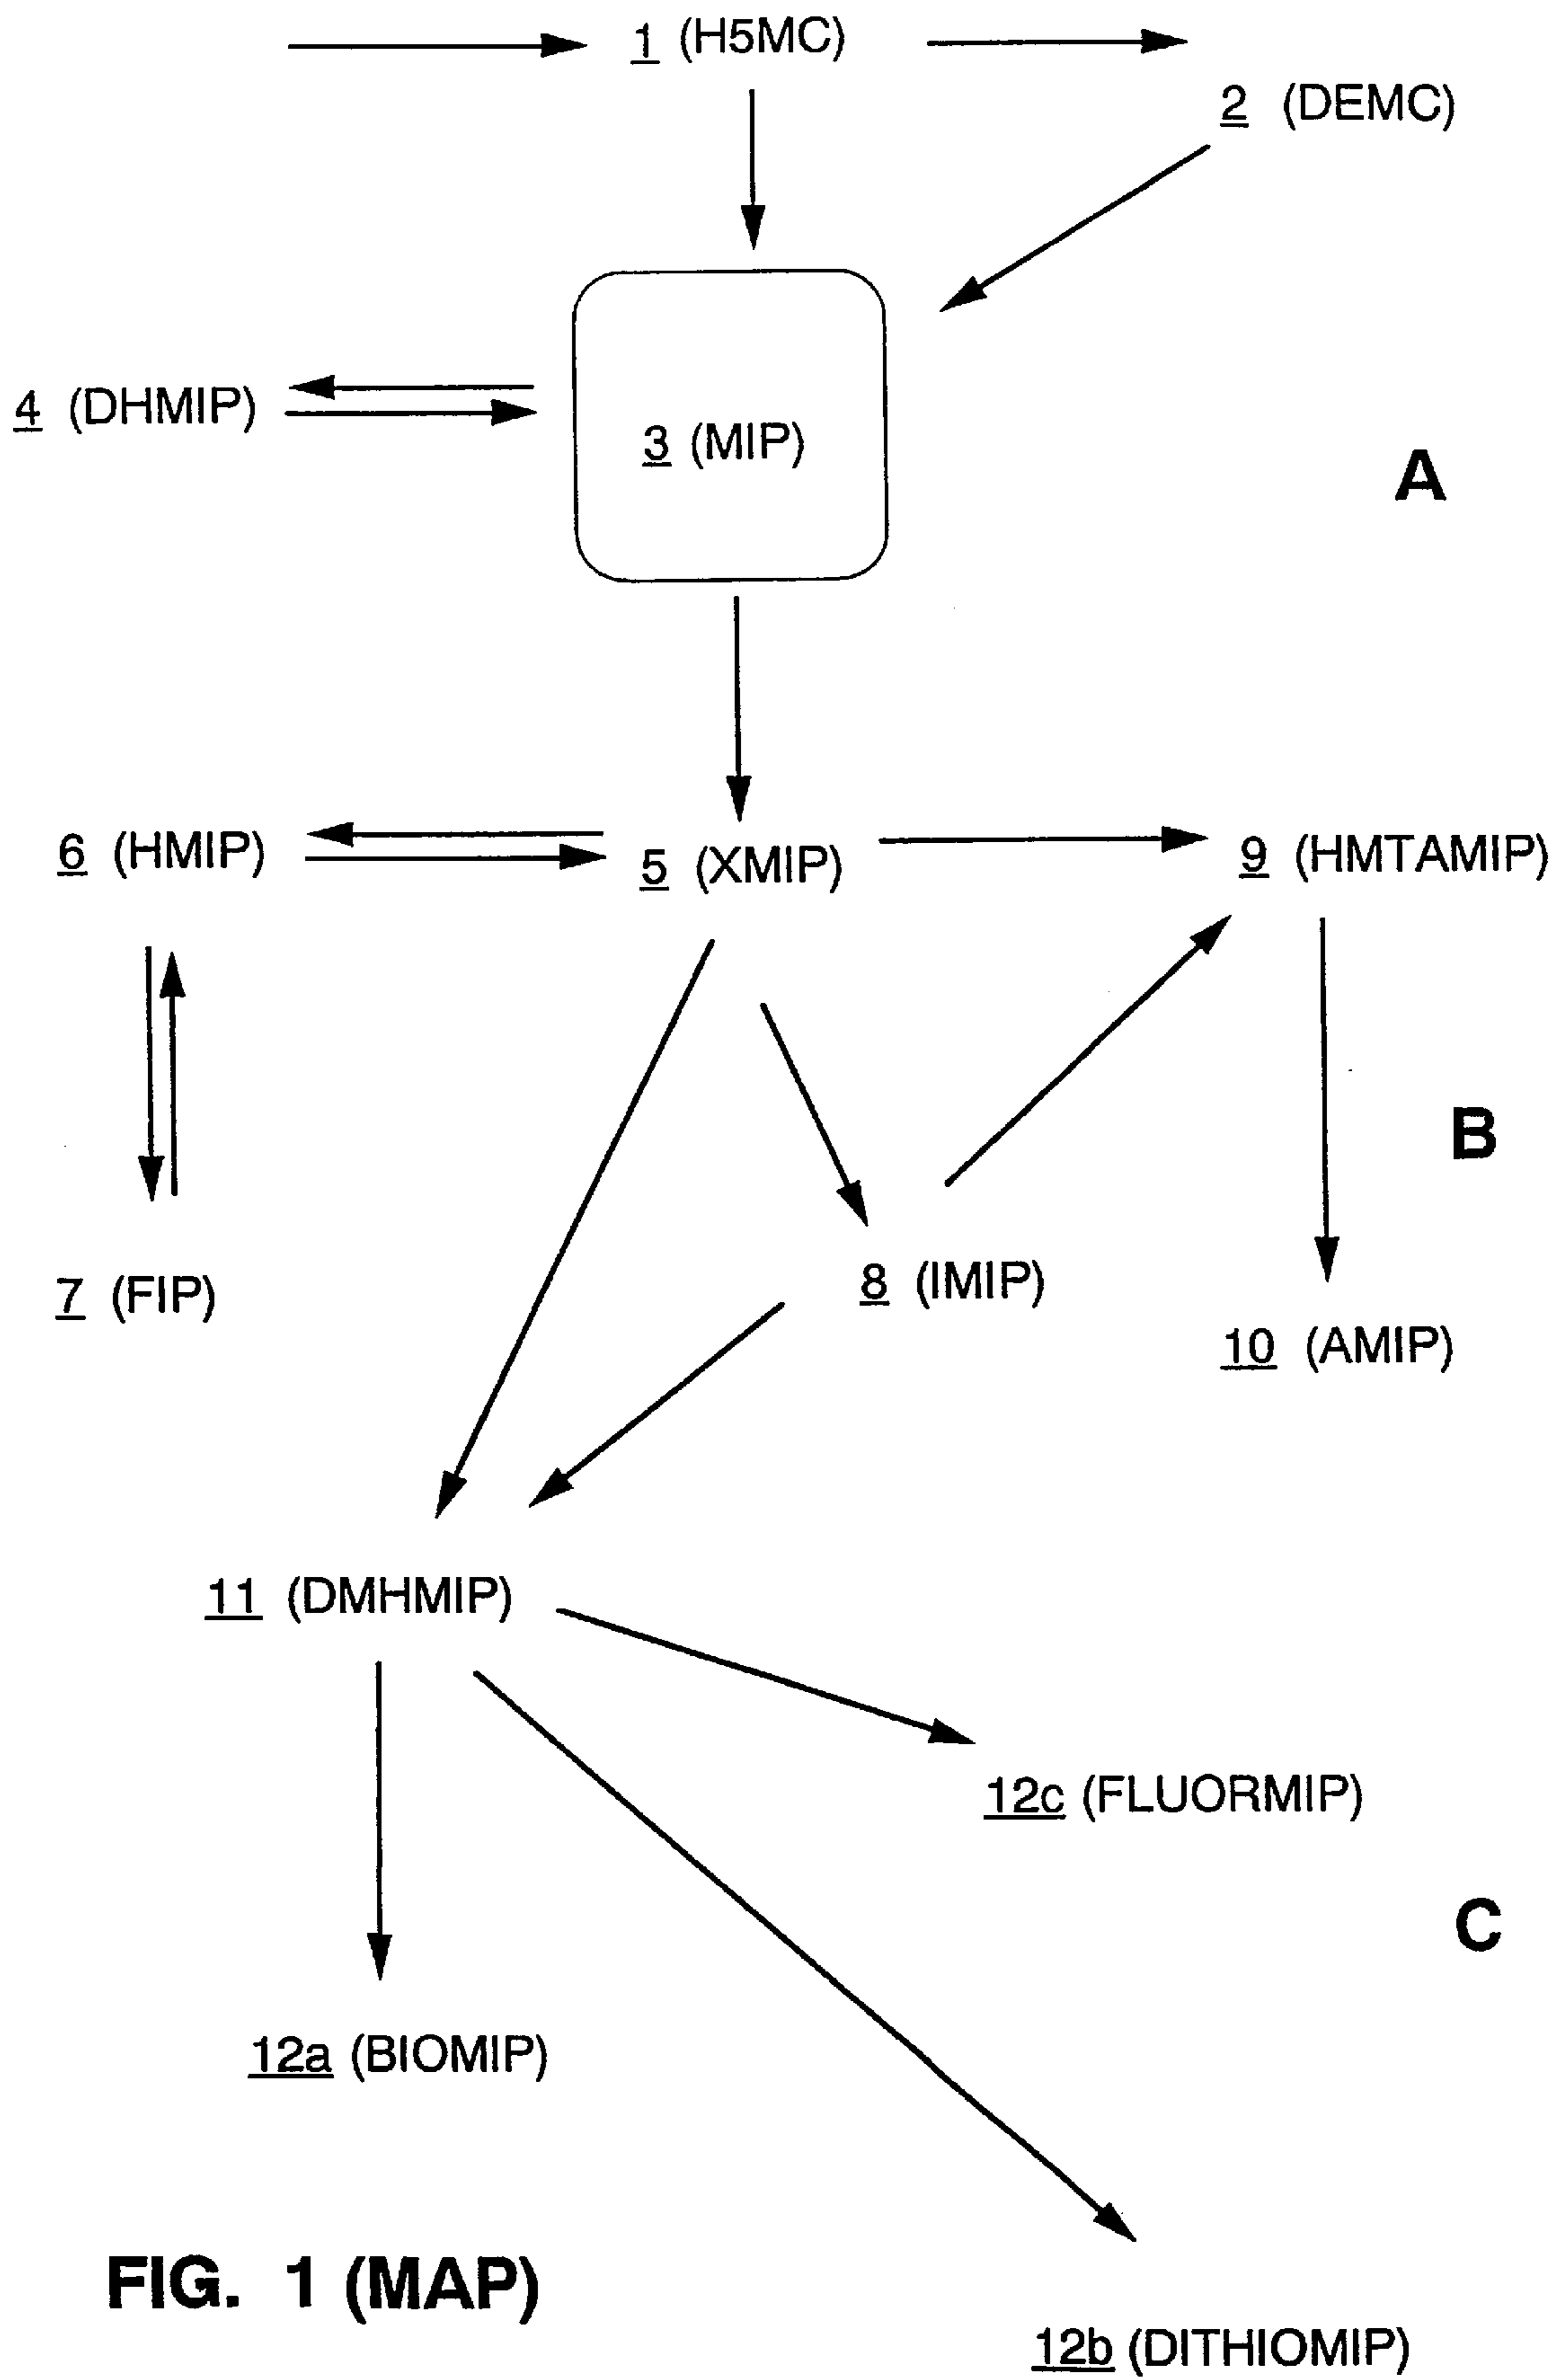 1 (H5MC)
2 (DEMC)
4 (DHMIP)
3 (MIP)
A
6 (HMIP)
5 (XMIP)
9 (HMTAMIP)
B
7 (FIP)
8 (IMIP)
10 (AMIP)
11 (DMHMIP)
12c (FLUORMIP)
C
12a (BIOMIP)
FIG. 1 (MAP)
12b (DITHIOMIP)